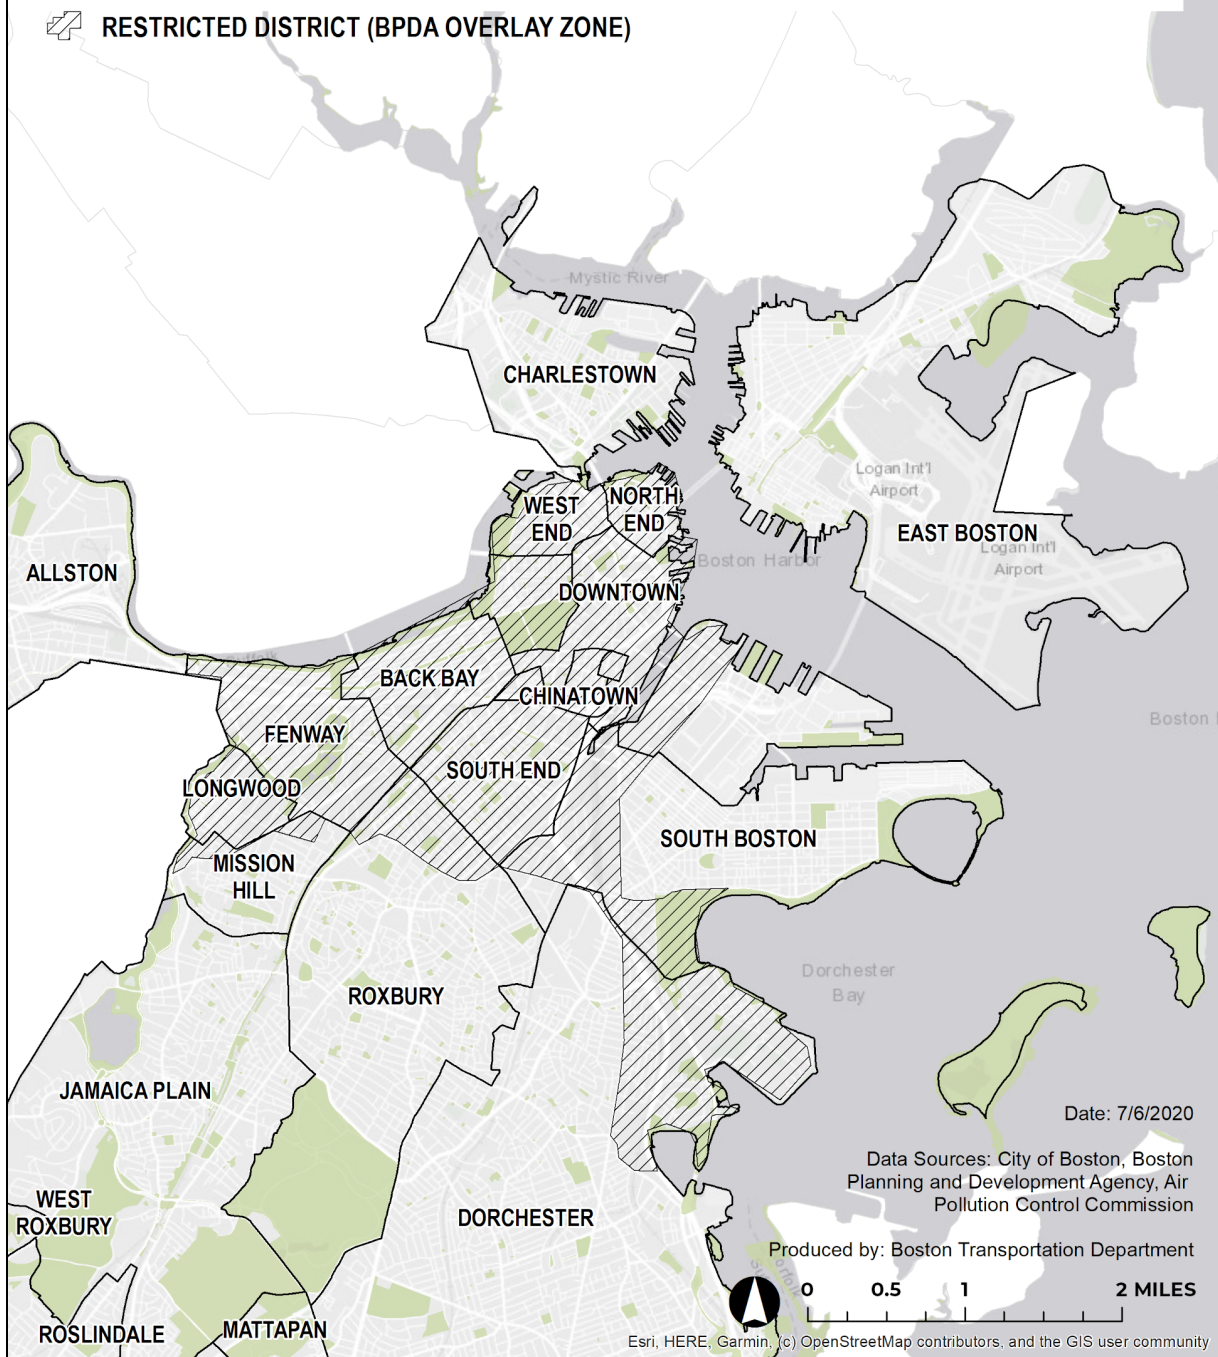 RESTRICTED DISTRICT (BPDA OVERLAY ZONE)
Mystic River
CHARLESTOWN
Logan Int'l
Airport
WEST
END
NORTH
END
EAST BOSTON
Logan Int'l
Airport
Boston Harbor
ALLSTON
DOWNTOWN
Suffolk
BACK BAY
CHINATOWN
Boston
FENWAY
SOUTH END
LONGWOOD
SOUTH BOSTON
MISSION
HILL
Dorchester
Bay
ROXBURY
JAMAICA PLAIN
Date: 7/6/2020
Data Sources: City of Boston, Boston
Planning and Development Agency, Air
Pollution Control Commission
WEST
ROXBURY
DORCHESTER
Produced by: Boston Transportation Department
Norfolk
0 0.5 1 2 MILES
ROSLINDALE
MATTAPAN
Esri, HERE, Garmin, (c) OpenStreetMap contributors, and the GIS user community